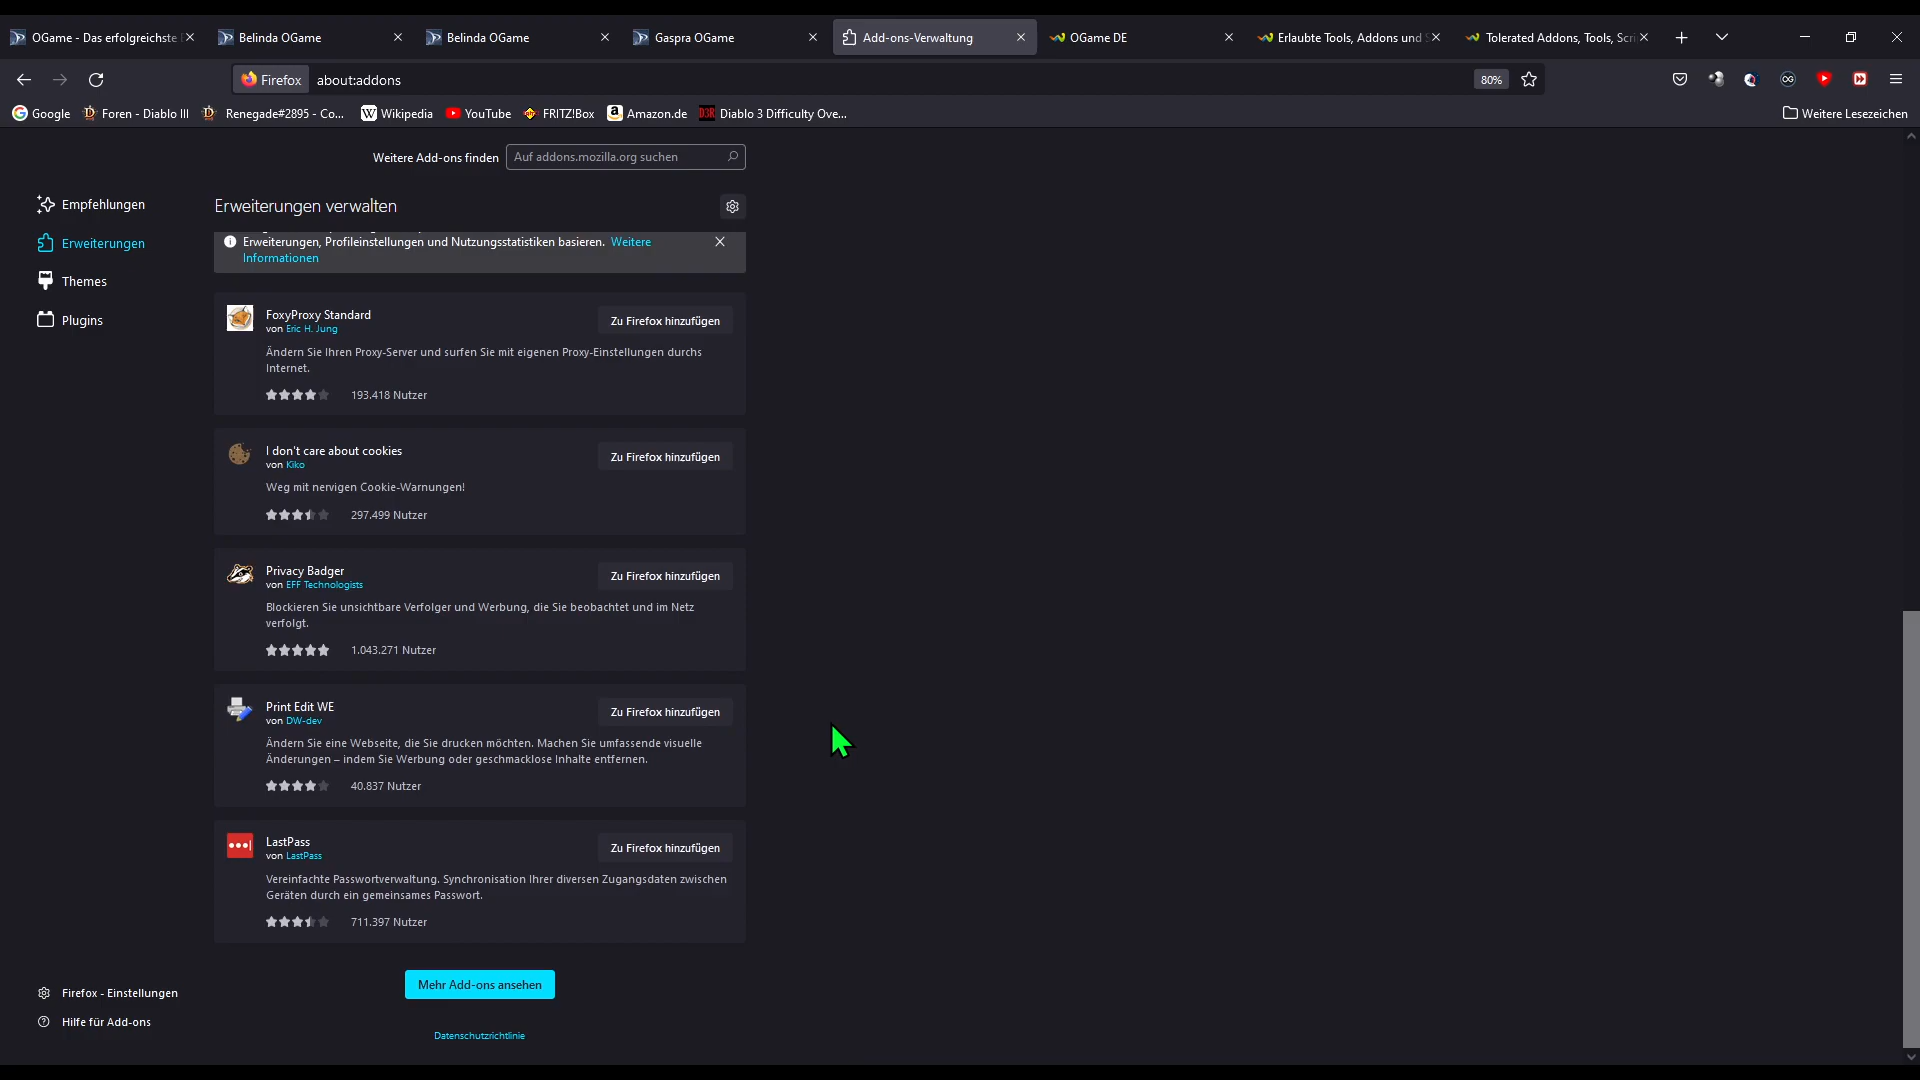 OGame - Das erfolgreichste
Belinda OGame
Belinda OGame
Gaspra OGame
Add-ons-Verwaltung
OGame DE
Erlaubte Tools, Addons und
Tolerated Addons, Tools, Scri
Firefox
about:addons
80%
Google
Foren - Diablo III
Renegade#2895 - Co...
Wikipedia
YouTube
FRITZ!Box
Amazon.de
Diablo 3 Difficulty Ove...
Weitere Lesezeichen
Weitere Add-ons finden
Auf addons.mozilla.org suchen
Empfehlungen
Erweiterungen
Themes
Plugins
Erweiterungen verwalten
Erweiterungen, Profileinstellungen und Nutzungsstatistiken basieren. Weitere
Informationen
FoxyProxy Standard
von Eric H. Jung
Zu Firefox hinzufügen
Ändern Sie Ihren Proxy-Server und surfen Sie mit eigenen Proxy-Einstellungen durchs
Internet.
193.418 Nutzer
I don't care about cookies
von Kiko
Zu Firefox hinzufügen
Weg mit nervigen Cookie-Warnungen!
297.499 Nutzer
Privacy Badger
von EFF Technologists
Zu Firefox hinzufügen
Blockieren Sie unsichtbare Verfolger und Werbung, die Sie beobachtet und im Netz
verfolgt.
1.043.271 Nutzer
Print Edit WE
von DW-dev
Zu Firefox hinzufügen
Ändern Sie eine Webseite, die Sie drucken möchten. Machen Sie umfassende visuelle
Änderungen – indem Sie Werbung oder geschmacklose Inhalte entfernen.
40.837 Nutzer
LastPass
von LastPass
Zu Firefox hinzufügen
Vereinfachte Passwortverwaltung. Synchronisation Ihrer diversen Zugangsdaten zwischen
Geräten durch ein gemeinsames Passwort.
711.397 Nutzer
Mehr Add-ons ansehen
Datenschutzrichtlinie
Firefox - Einstellungen
Hilfe für Add-ons